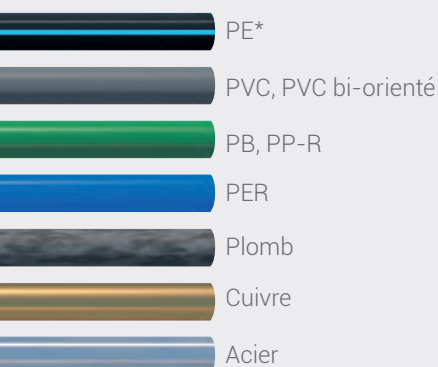 PE*
PVC, PVC bi-orienté
PB, PP-R
PER
Plomb
Cuivre
Acier